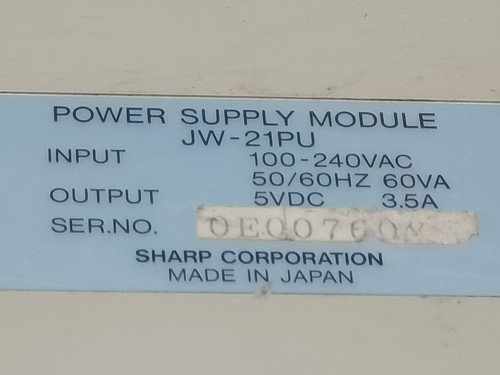 POWER SUPPLY MODULE
JW-21PU
INPUT 100-240VAC
50/60HZ 60VA
OUTPUT 5VDC 3.5A
SER.NO. 0E00760N
SHARP CORPORATION
MADE IN JAPAN